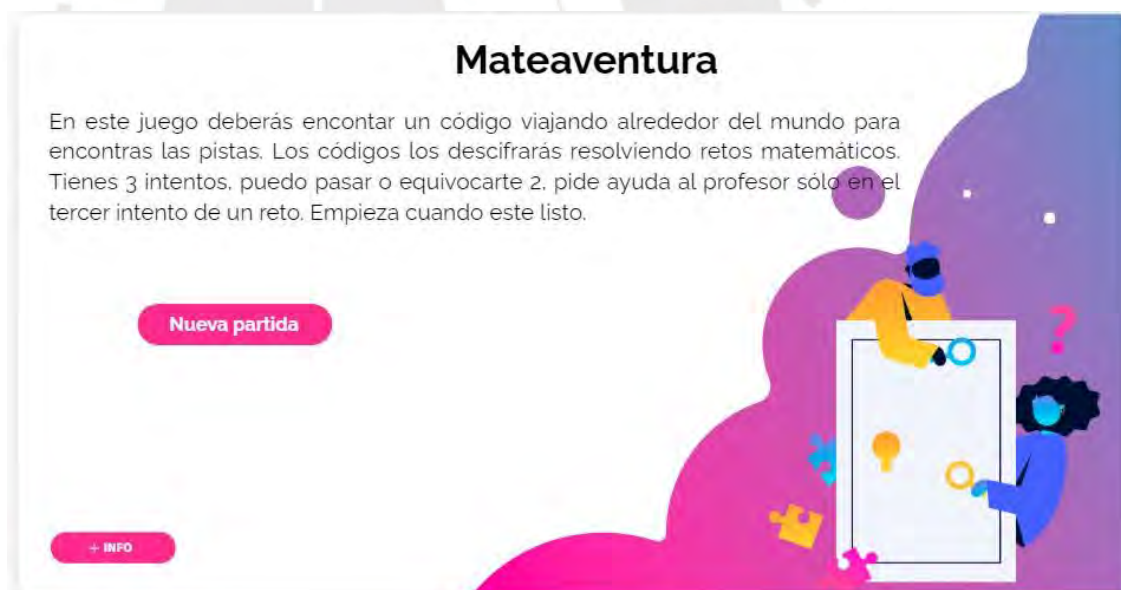 Mateaventura
En este juego deberás encontar un código viajando alrededor del mundo para
encontras las pistas. Los códigos los descifrarás resolviendo retos matemáticos.
Tienes 3 intentos, puedo pasar o equivocarte 2, pide ayuda al profesor sólo en el
tercer intento de un reto. Empieza cuando este listo.
Nueva partida
+ INFO
?